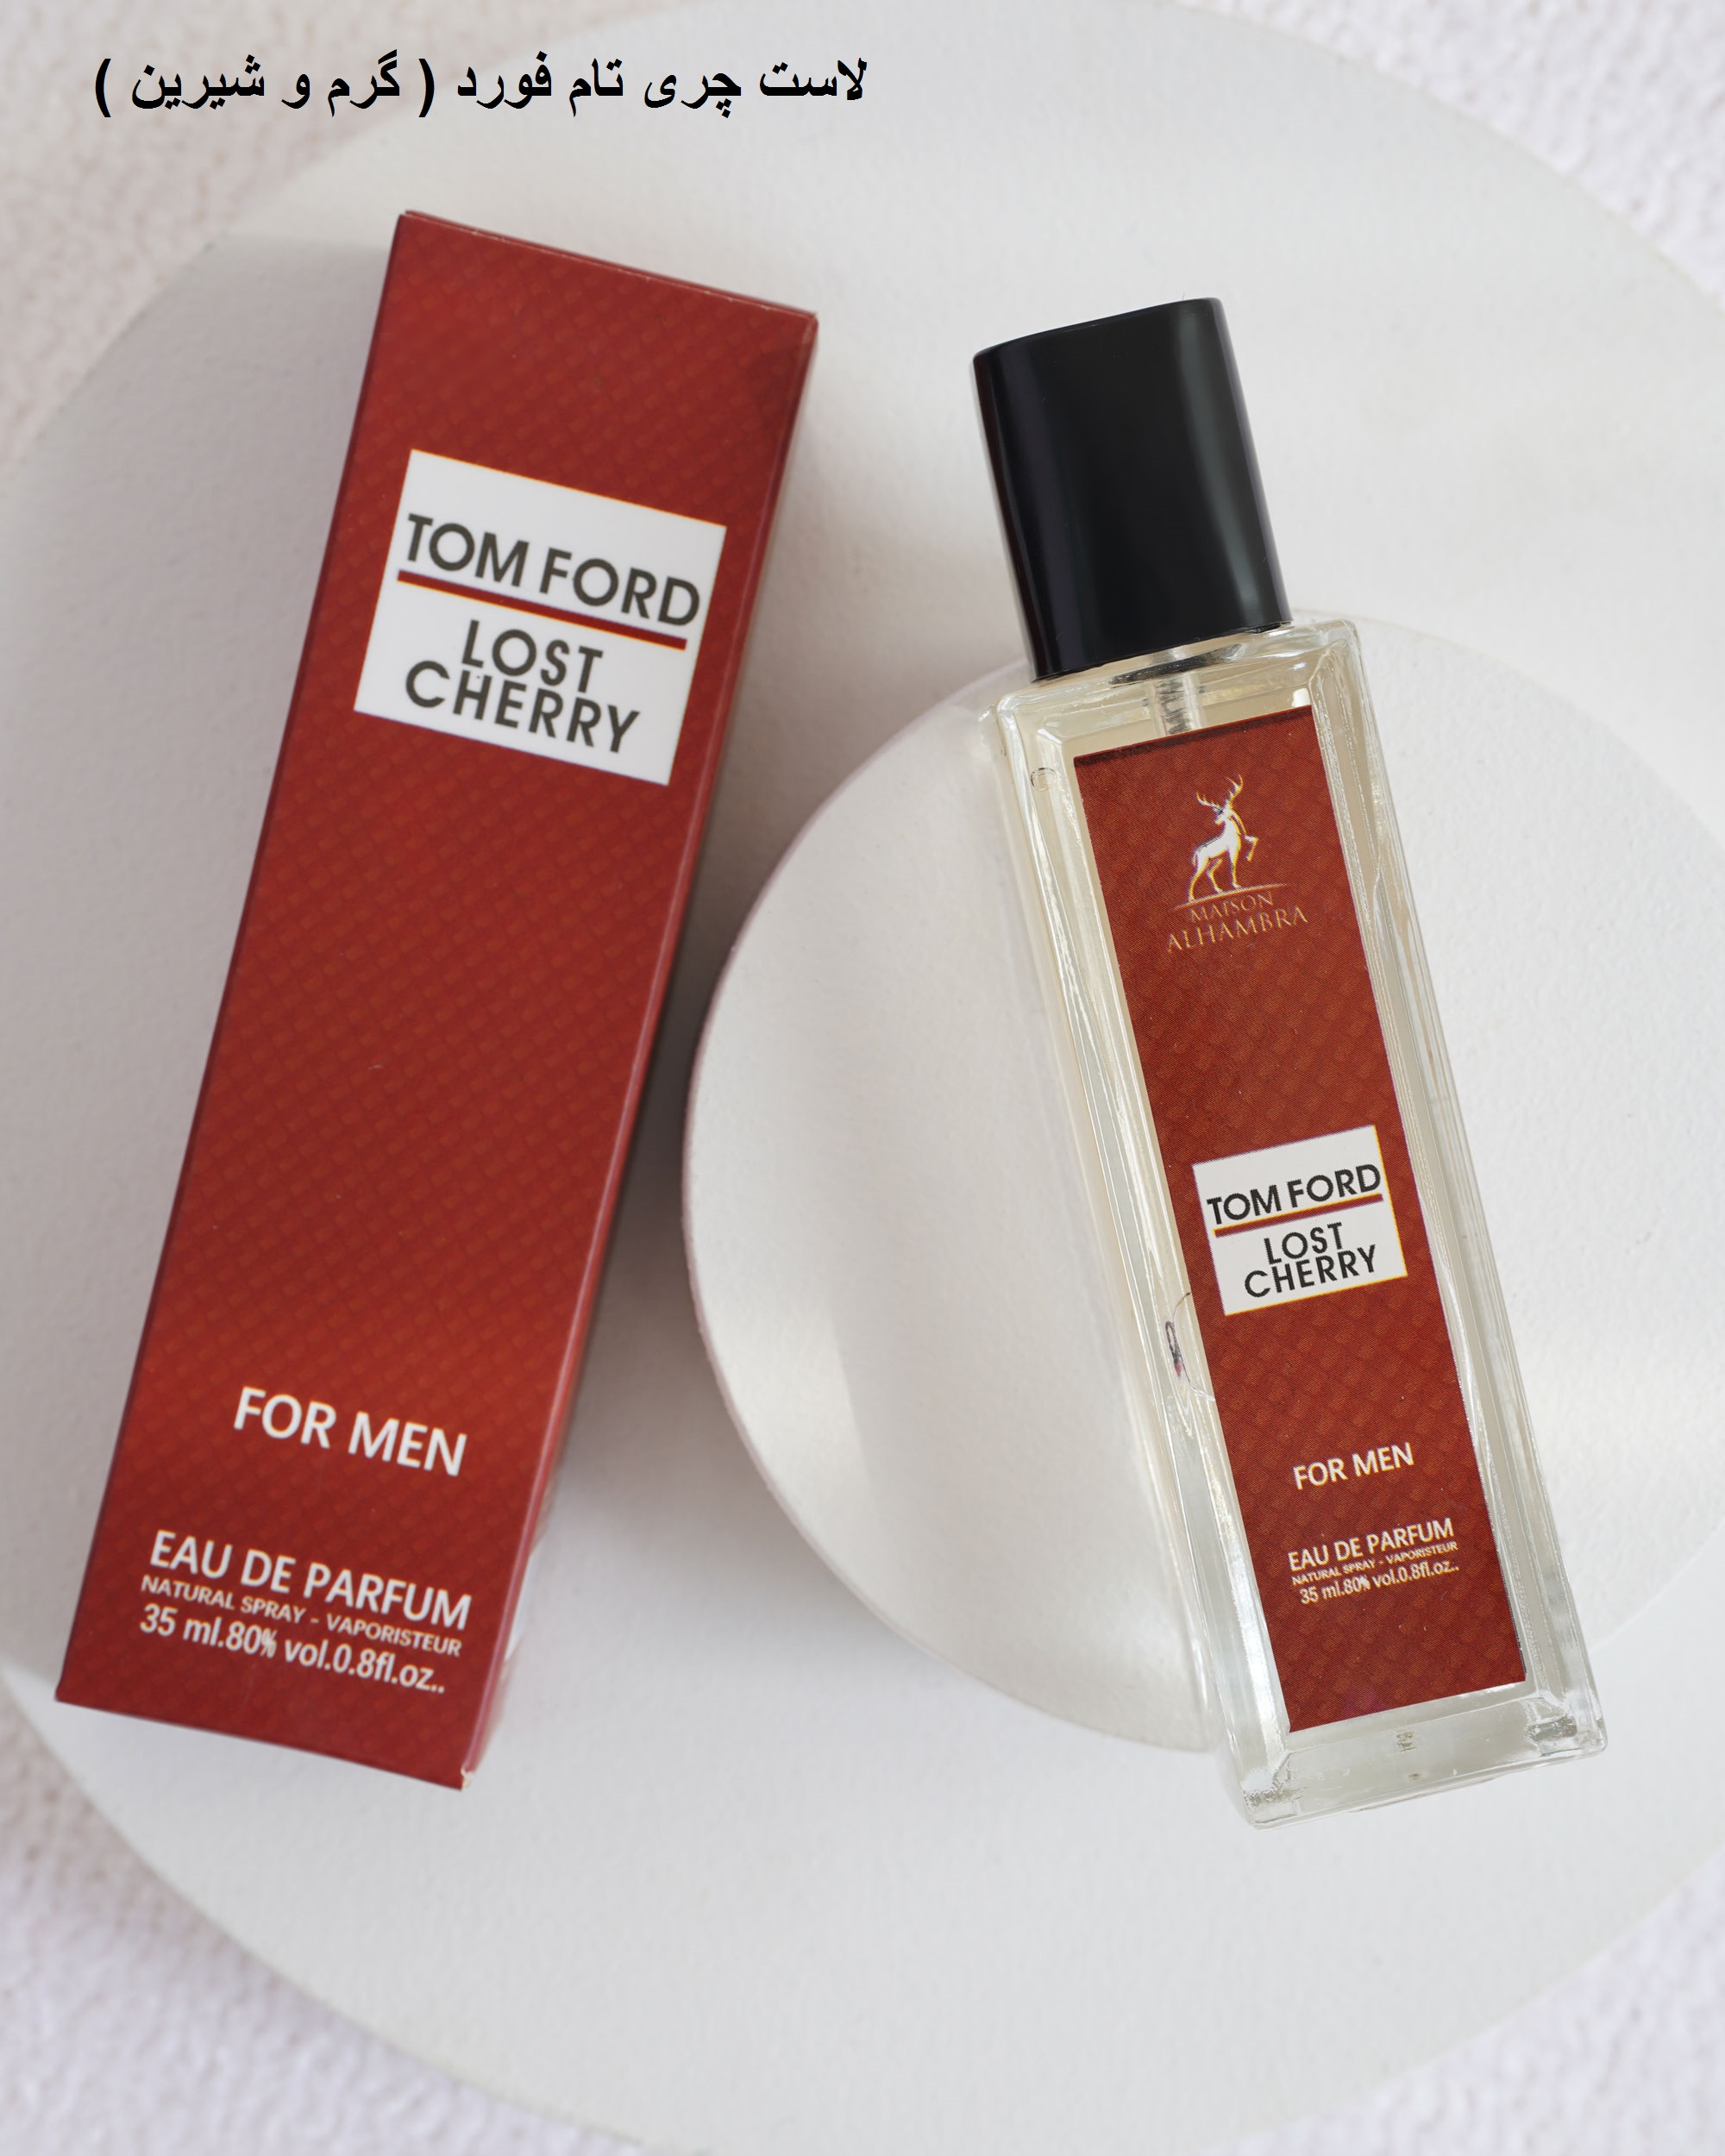 لاست چری تام فورد ( گرم و شیرین )
TOM FORD
LOST
CHERRY
FOR MEN
EAU DE PARFUM
NATURAL SPRAY - VAPORISTEUR
35 ml.80% vol.0.8fl.oz..
MAISON
ALHAMBRA
TOM FORD
LOST
CHERRY
FOR MEN
EAU DE PARFUM
NATURAL SPRAY - VAPORISTEUR
35 ml.80% vol.0.8fl.oz..